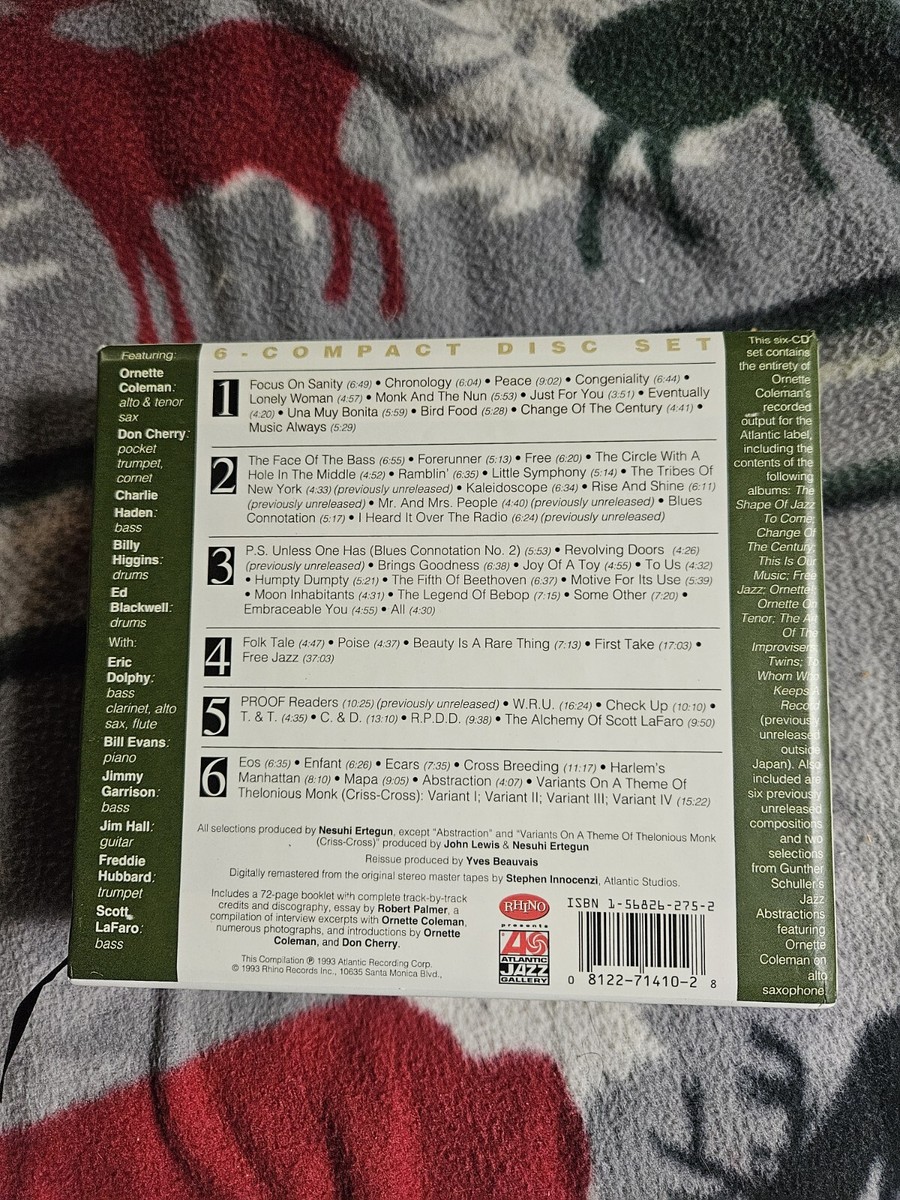 Featuring:
Ornette
Coleman:
alto & tenor
sax
Don Cherry:
pocket
trumpet,
cornet
Charlie
Haden:
bass
Billy
Higgins:
drums
Ed
Blackwell:
drums
With:
Eric
Dolphy:
bass
clarinet, alto
sax, flute
Bill Evans:
piano
Jimmy
Garrison:
bass
Jim Hall:
guitar
Freddie
Hubbard:
trumpet
Scott
LaFaro:
bass
6 - COMPACT DISC SET
1
Focus On Sanity (6:49) • Chronology (6:04) • Peace (9:02) • Congeniality (6:44) •
Lonely Woman (4:57) • Monk And The Nun (5:53) • Just For You (3:51) • Eventually
(4:20) • Una Muy Bonita (5:59) • Bird Food (5:28) • Change Of The Century (4:41) •
Music Always (5:29)
2
The Face Of The Bass (6:55) • Forerunner (5:13) • Free (6:20) • The Circle With A
Hole In The Middle (4:52) • Ramblin' (6:35) • Little Symphony (5:14) • The Tribes Of
New York (4:33) (previously unreleased) • Kaleidoscope (6:34) • Rise And Shine (6:11)
(previously unreleased) • Mr. And Mrs. People (4:40) (previously unreleased) • Blues
Connotation (5:17) • I Heard It Over The Radio (6:24) (previously unreleased)
3
P.S. Unless One Has (Blues Connotation No. 2) (5:53) • Revolving Doors (4:26)
(previously unreleased) • Brings Goodness (6:38) • Joy Of A Toy (4:55) • To Us (4:32)
• Humpty Dumpty (5:21) • The Fifth Of Beethoven (6:37) • Motive For Its Use (5:39)
• Moon Inhabitants (4:31) • The Legend Of Bebop (7:15) • Some Other (7:20) •
Embraceable You (4:55) • All (4:30)
4
Folk Tale (4:47) • Poise (4:37) • Beauty Is A Rare Thing (7:13) • First Take (17:03) •
Free Jazz (37:03)
5
PROOF Readers (10:25) (previously unreleased) • W.R.U. (16:24) • Check Up (10:10) •
T. & T. (4:35) • C. & D. (13:10) • R.P.D.D. (9:38) • The Alchemy Of Scott LaFaro (9:50)
6
Eos (6:35) • Enfant (6:26) • Ecars (7:35) • Cross Breeding (11:17) • Harlem's
Manhattan (8:10) • Mapa (9:05) • Abstraction (4:07) • Variants On A Theme Of
Thelonious Monk (Criss-Cross): Variant I; Variant II; Variant III; Variant IV (15:22)
All selections produced by Nesuhi Ertegun, except "Abstraction" and "Variants On A Theme Of Thelonious Monk
(Criss-Cross)" produced by John Lewis & Nesuhi Ertegun
Reissue produced by Yves Beauvais
Digitally remastered from the original stereo master tapes by Stephen Innocenzi, Atlantic Studios.
Includes a 72-page booklet with complete track-by-track
credits and discography, essay by Robert Palmer, a
compilation of interview excerpts with Ornette Coleman,
numerous photographs, and introductions by Ornette
Coleman, and Don Cherry.
This Compilation ℗ 1993 Atlantic Recording Corp.
© 1993 Rhino Records Inc., 10635 Santa Monica Blvd.,
RHINO
presents
ATLANTIC
JAZZ
GALLERY
ISBN 1-56826-275-2
0 8122-71410-2 8
This six-CD
set contains
the entirety of
Ornette
Coleman's
recorded
output for the
Atlantic label,
including the
contents of the
following
albums: The
Shape Of Jazz
To Come;
Change Of
The Century;
This Is Our
Music; Free
Jazz; Ornette!;
Ornette On
Tenor; The Art
Of The
Improvisers;
Twins; To
Whom Who
Keeps A
Record
(previously
unreleased
outside
Japan). Also
included are
six previously
unreleased
compositions
and two
selections
from Gunther
Schuller's
Jazz
Abstractions
featuring
Ornette
Coleman on
alto
saxophone.